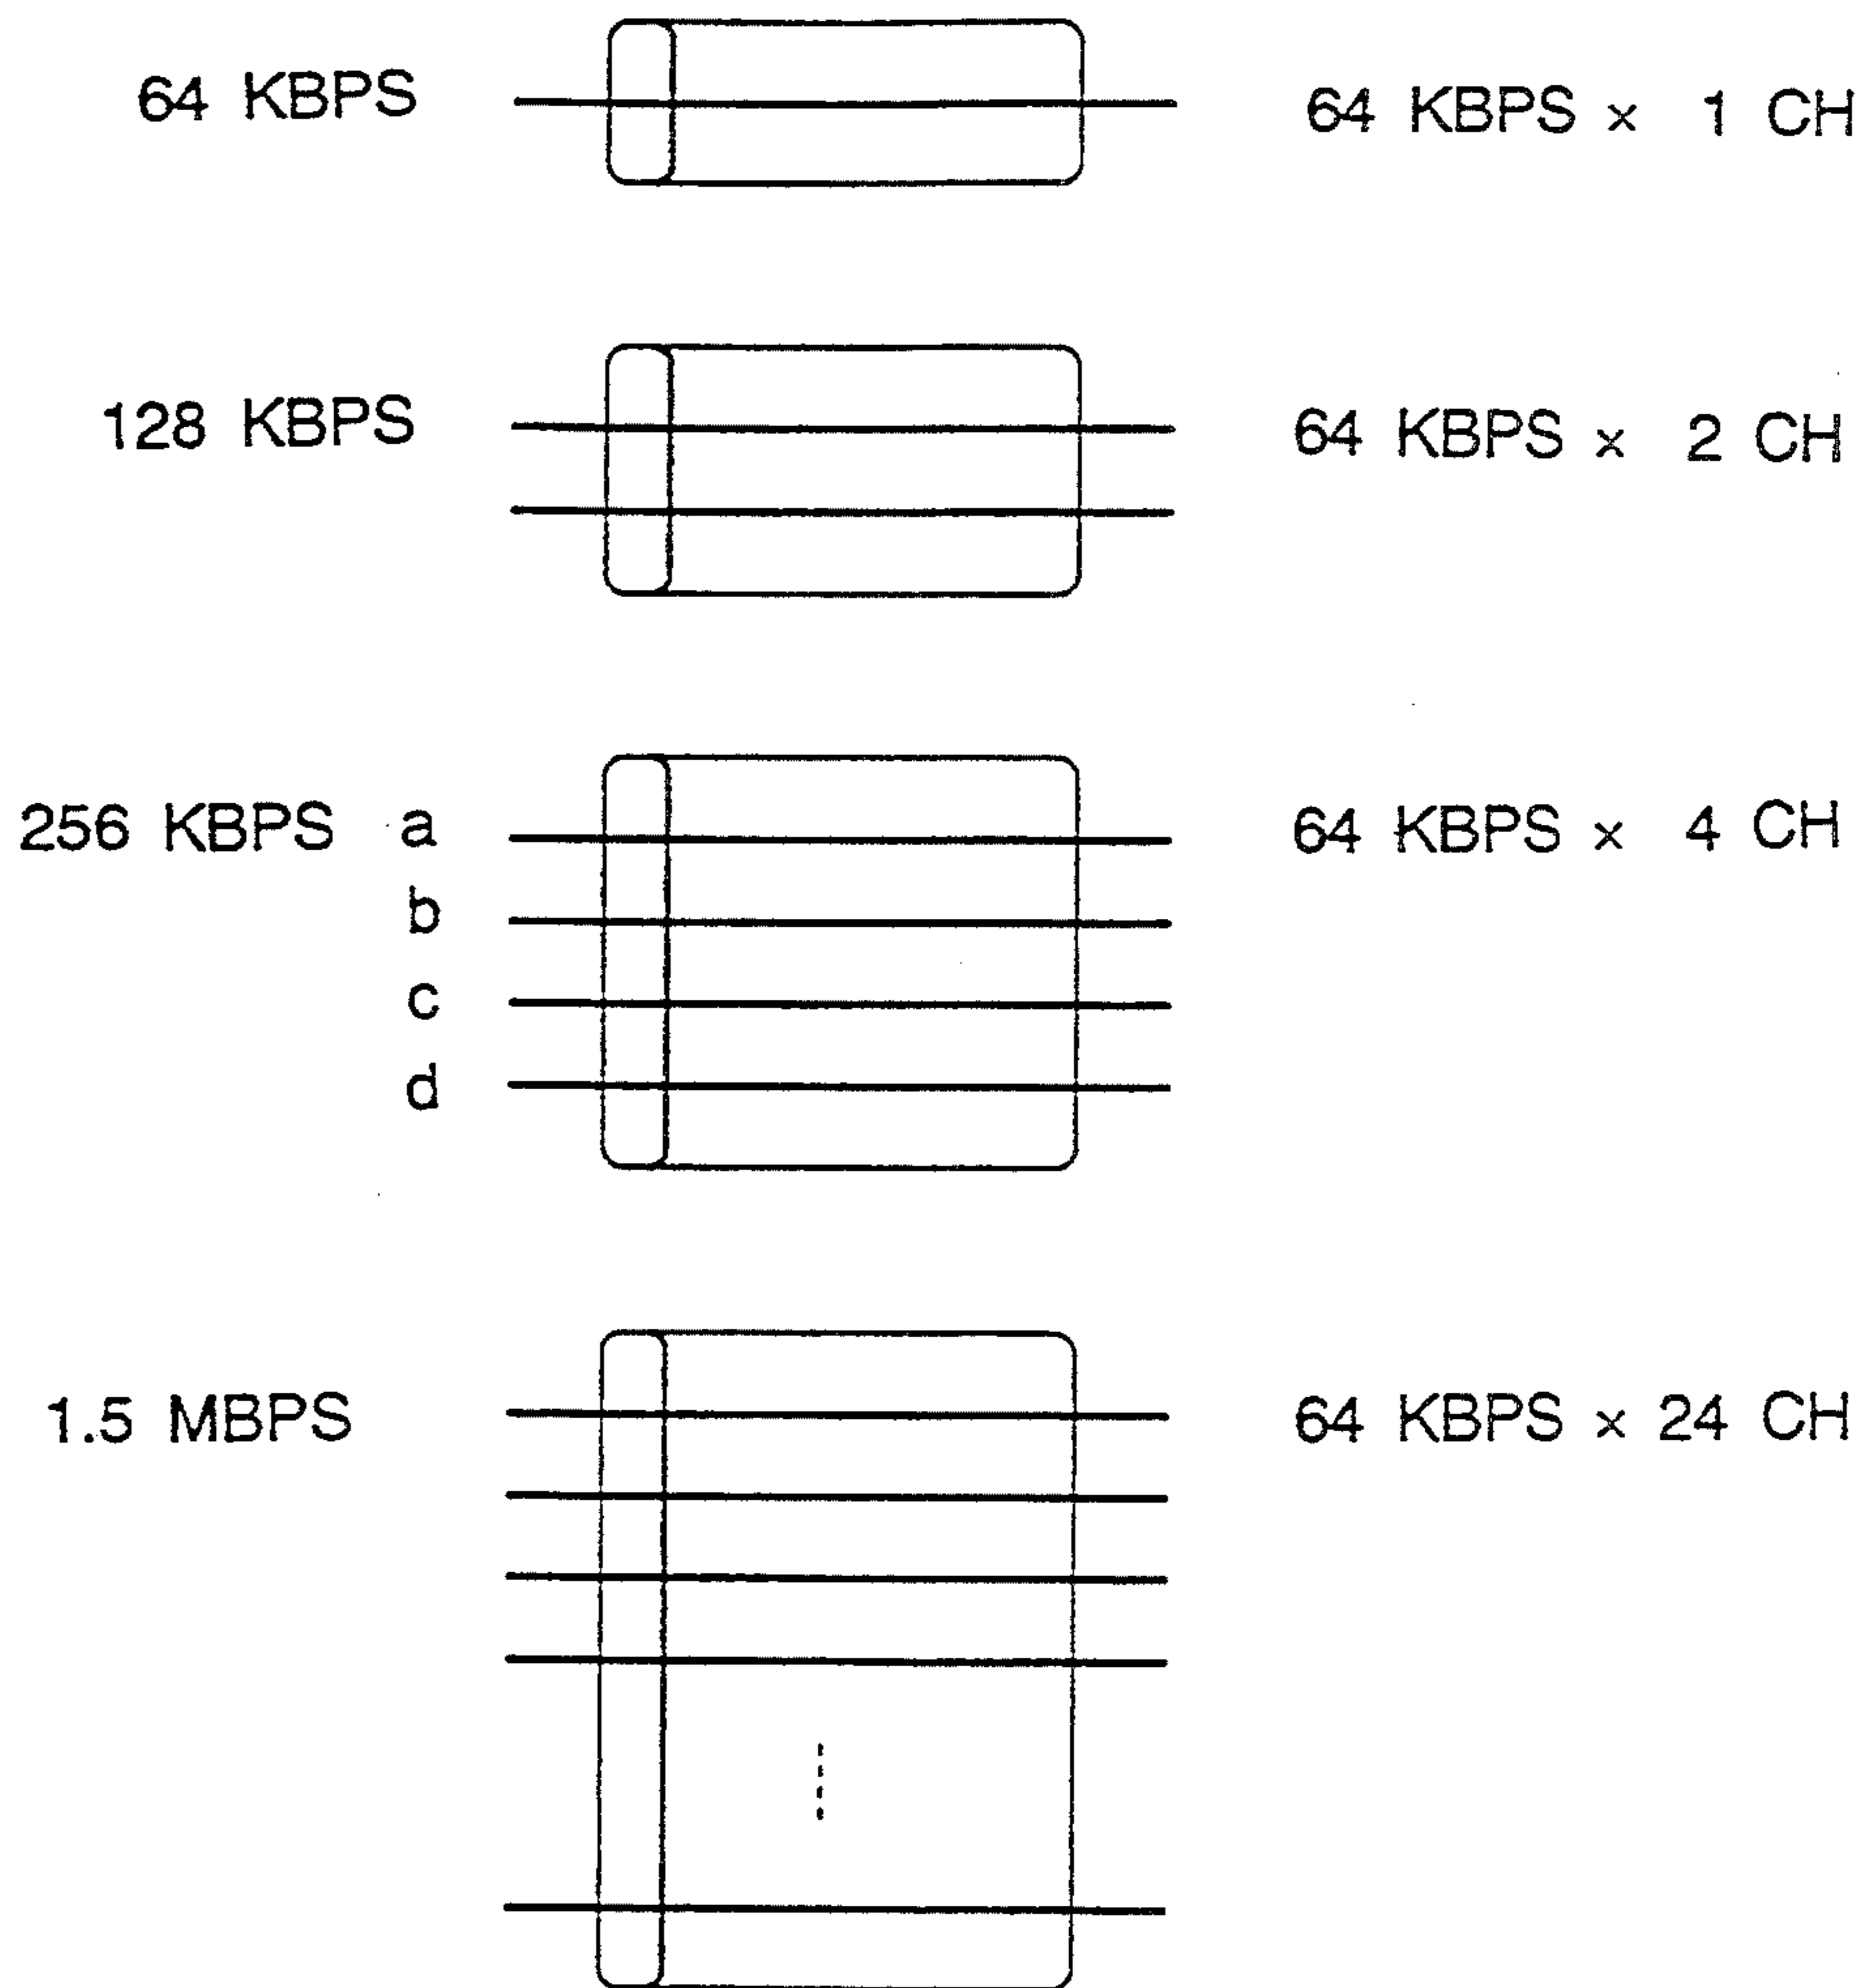 64 KBPS 64 KBPS × 1 CH
128 KBPS 64 KBPS × 2 CH
256 KBPS a 64 KBPS × 4 CH
b
c
d
1.5 MBPS 64 KBPS × 24 CH